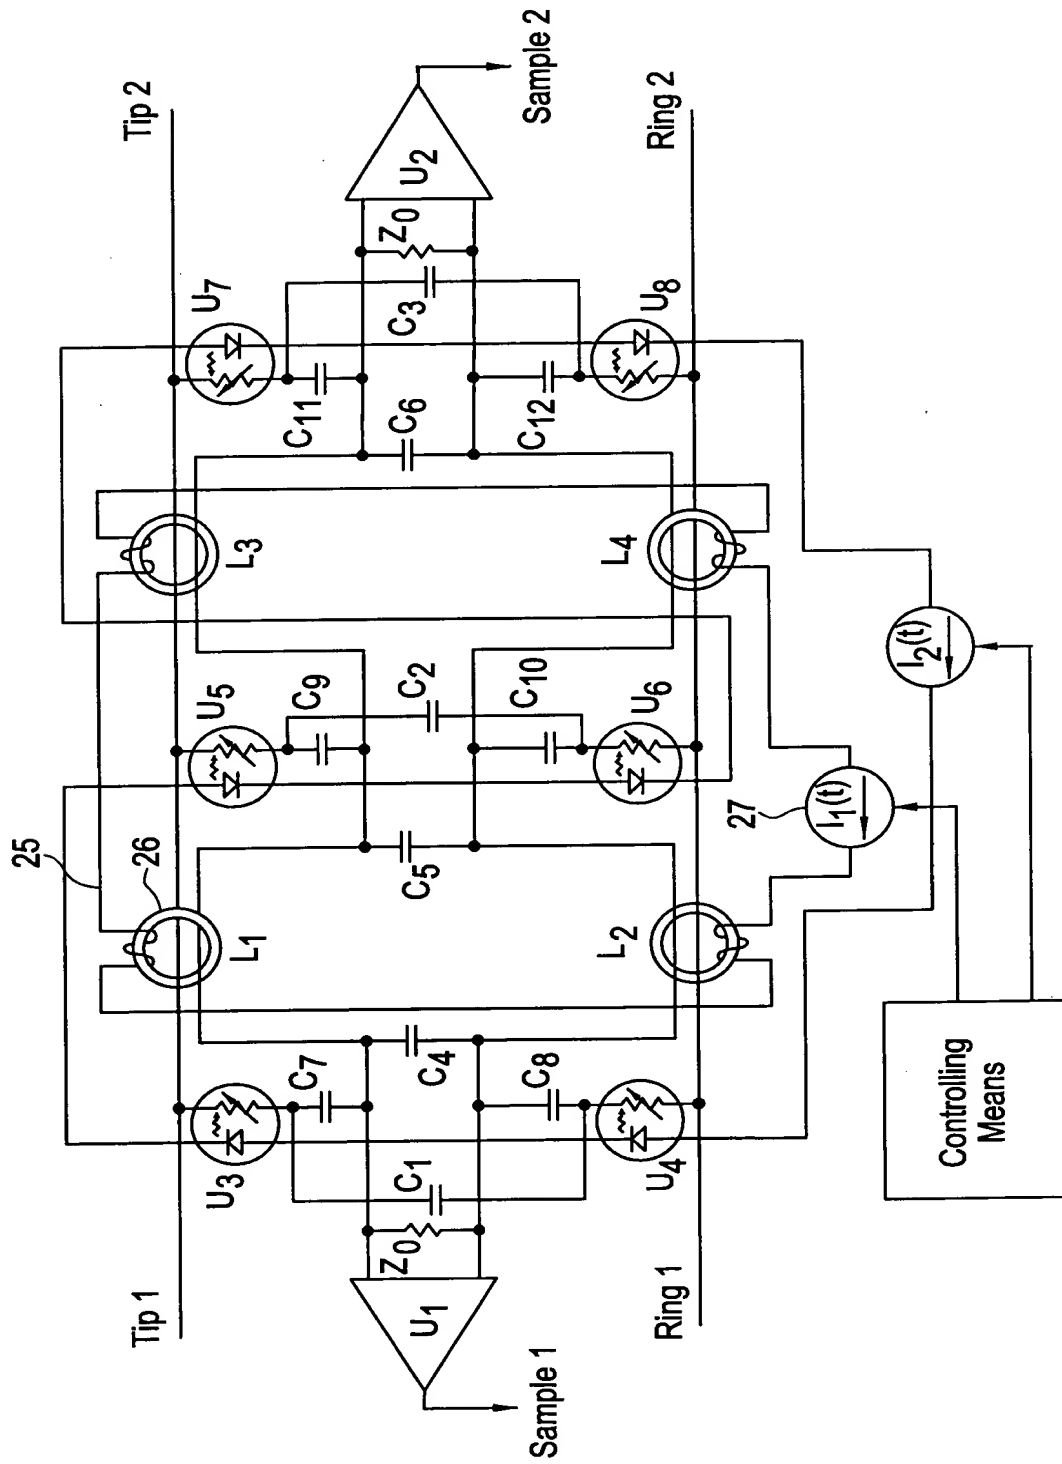 Tip 1
Tip 2
25
26
U3
U5
U7
C7
C9
C11
L1
L3
Sample 1
U1
Z0
C1
C4
C5
C2
C6
C3
Z0
U2
Sample 2
C8
C10
C12
L2
L4
U4
U6
U8
Ring 1
Ring 2
27
I1(t)
I2(t)
Controlling
Means